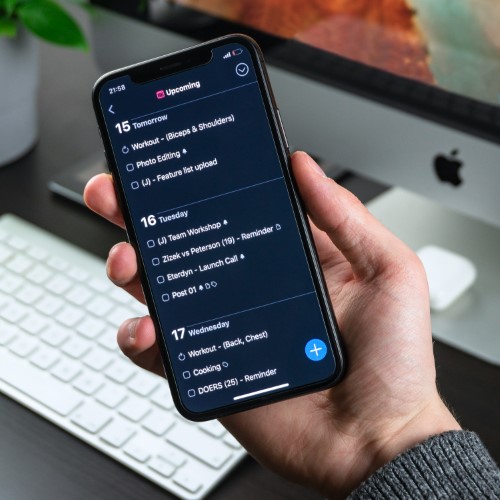 21:58
Upcoming
15 Tomorrow
Workout - (Biceps & Shoulders)
Photo Editing
(J) - Feature list upload
16 Tuesday
(J) Team Workshop
Zizek vs Peterson (19) - Reminder
Eterdyn - Launch Call
Post 01
17 Wednesday
Workout - (Back, Chest)
Cooking
DOERS (25) - Reminder